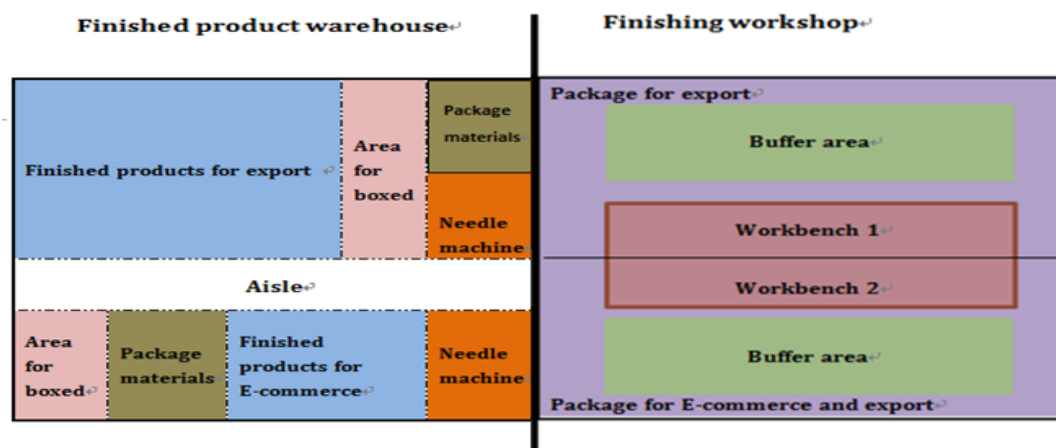 Finished product warehouse
Finishing workshop
Finished products for export
Area
for
boxed
Package
materials
Needle
machine
Aisle
Area
for
boxed
Package
materials
Finished
products for
E-commerce
Needle
machine
Package for export
Buffer area
Workbench 1
Workbench 2
Buffer area
Package for E-commerce and export